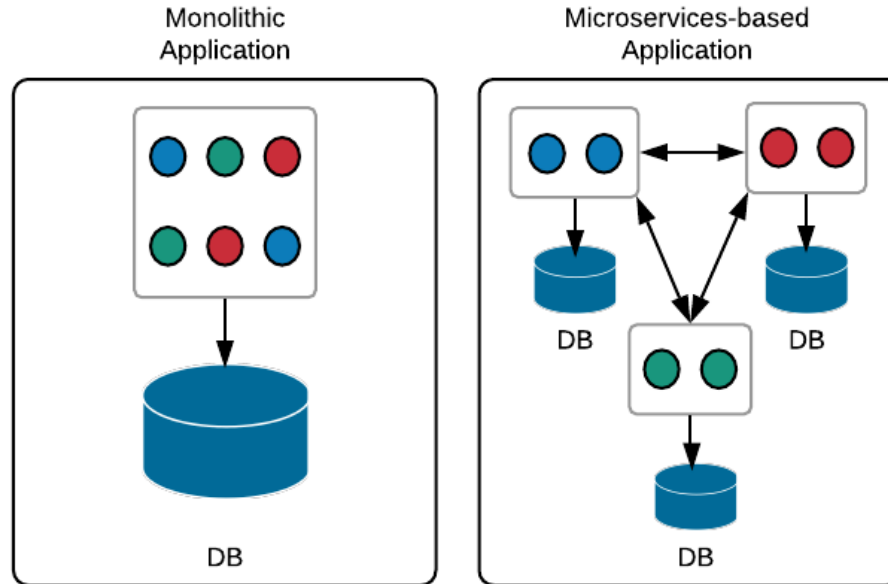 Monolithic
Application
Microservices-based
Application
DB
DB
DB
DB